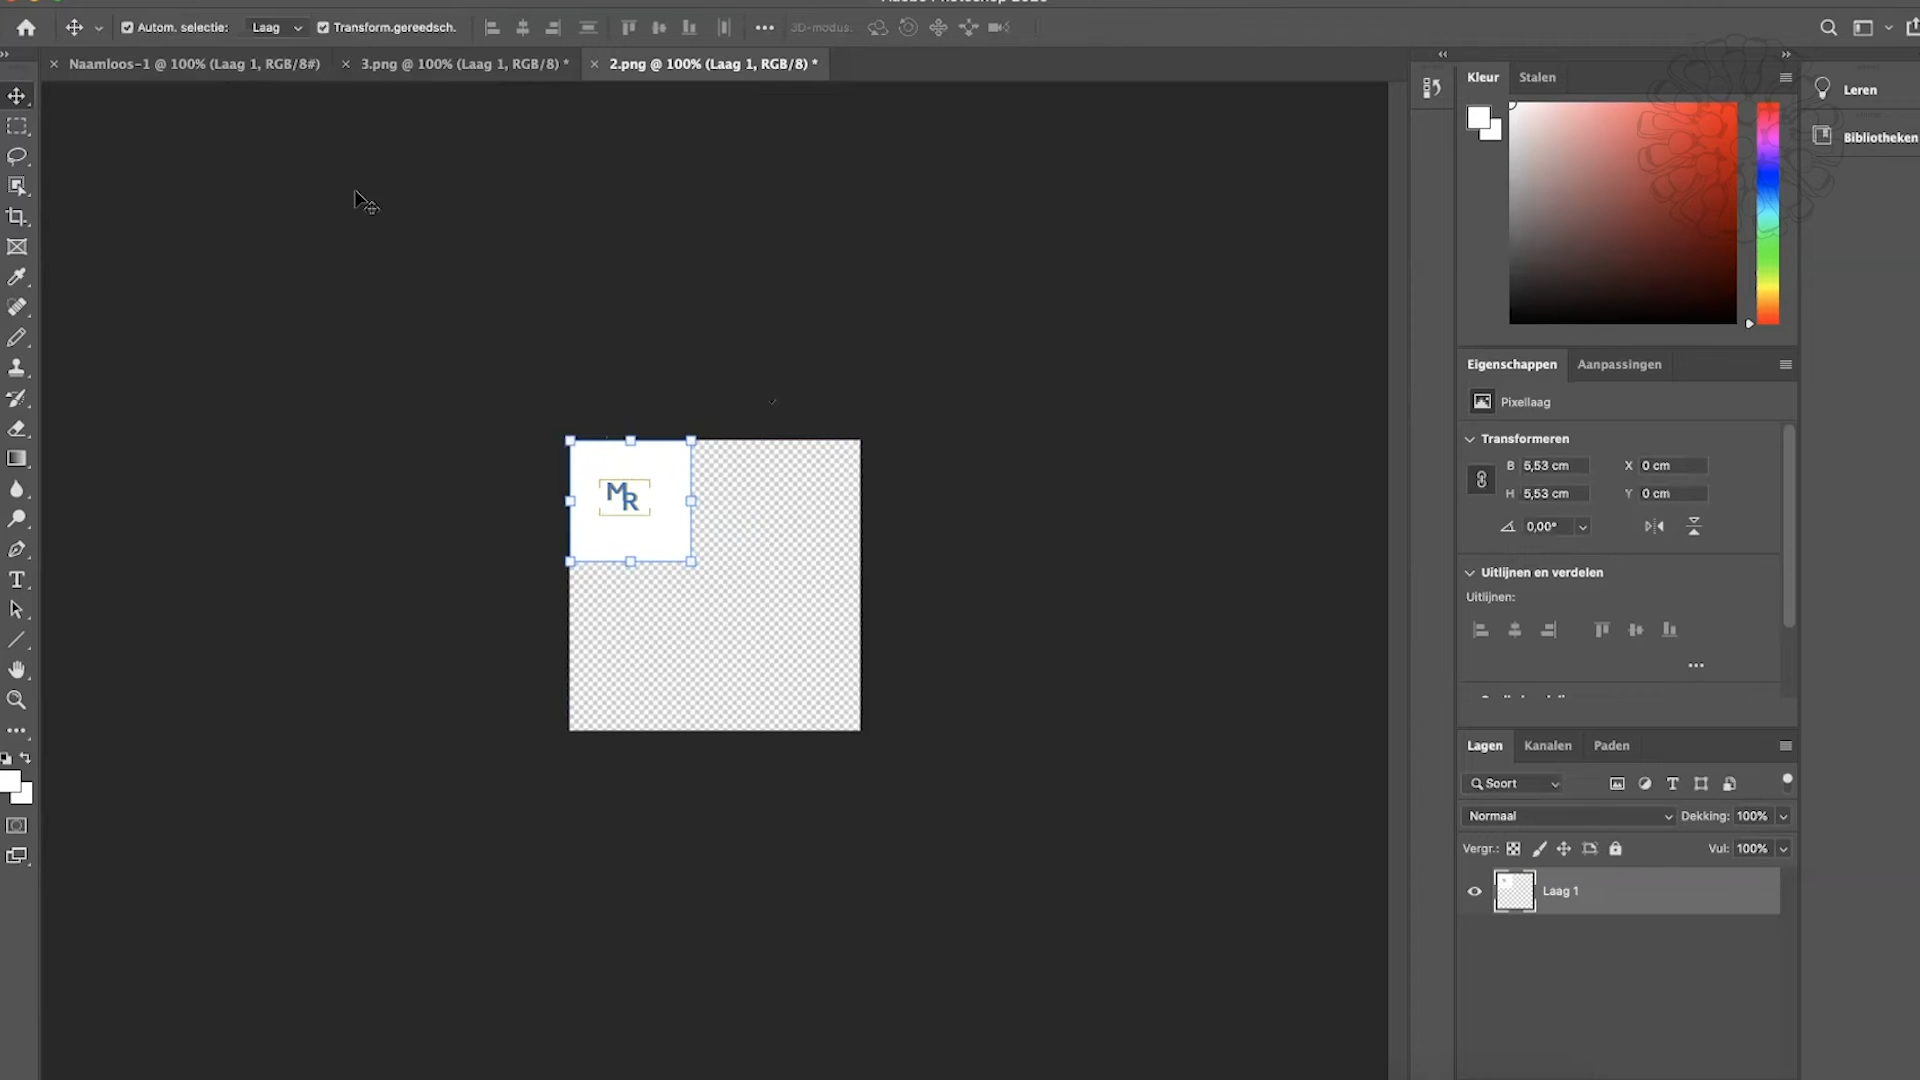 Autom. selectie:
Laag
Transform.gereedsch.
3D-modus:
Naamloos-1 @ 100% (Laag 1, RGB/8#)
3.png @ 100% (Laag 1, RGB/8) *
2.png @ 100% (Laag 1, RGB/8) *
MR
Kleur
Stalen
Leren
Bibliotheken
Eigenschappen
Aanpassingen
Pixellaag
Transformeren
B 5,53 cm
X 0 cm
H 5,53 cm
Y 0 cm
0,00°
Uitlijnen en verdelen
Uitlijnen:
Lagen
Kanalen
Paden
Soort
Normaal
Dekking: 100%
Vergr.:
Vul: 100%
Laag 1